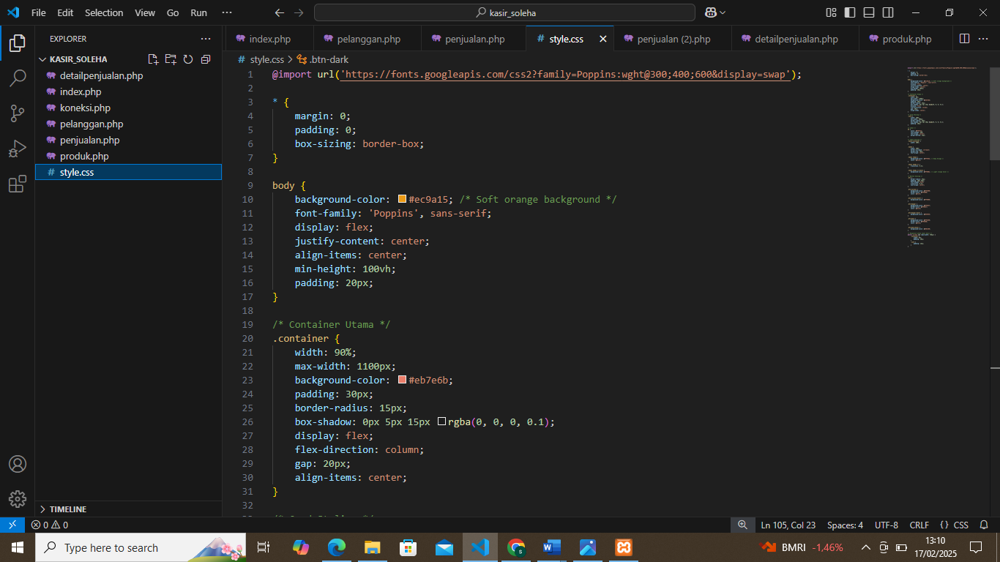 File Edit Selection View Go Run ···
kasir_soleha
EXPLORER
KASIR_SOLEHA
detailpenjualan.php
index.php
koneksi.php
pelanggan.php
penjualan.php
produk.php
# style.css
TIMELINE
index.php pelanggan.php penjualan.php # style.css penjualan (2).php detailpenjualan.php produk.php
# style.css > .btn-dark
1 @import url('https://fonts.googleapis.com/css2?family=Poppins:wght@300;400;600&display=swap');
2
3 * {
4 margin: 0;
5 padding: 0;
6 box-sizing: border-box;
7 }
8
9 body {
10 background-color: #ec9a15; /* Soft orange background */
11 font-family: 'Poppins', sans-serif;
12 display: flex;
13 justify-content: center;
14 align-items: center;
15 min-height: 100vh;
16 padding: 20px;
17 }
18
19 /* Container Utama */
20 .container {
21 width: 90%;
22 max-width: 1100px;
23 background-color: #eb7e6b;
24 padding: 30px;
25 border-radius: 15px;
26 box-shadow: 0px 5px 15px rgba(0, 0, 0, 0.1);
27 display: flex;
28 flex-direction: column;
29 gap: 20px;
30 align-items: center;
31 }
32
0 0
Ln 105, Col 23 Spaces: 4 UTF-8 CRLF {} CSS
Type here to search
BMRI -1,46%
13:10
17/02/2025